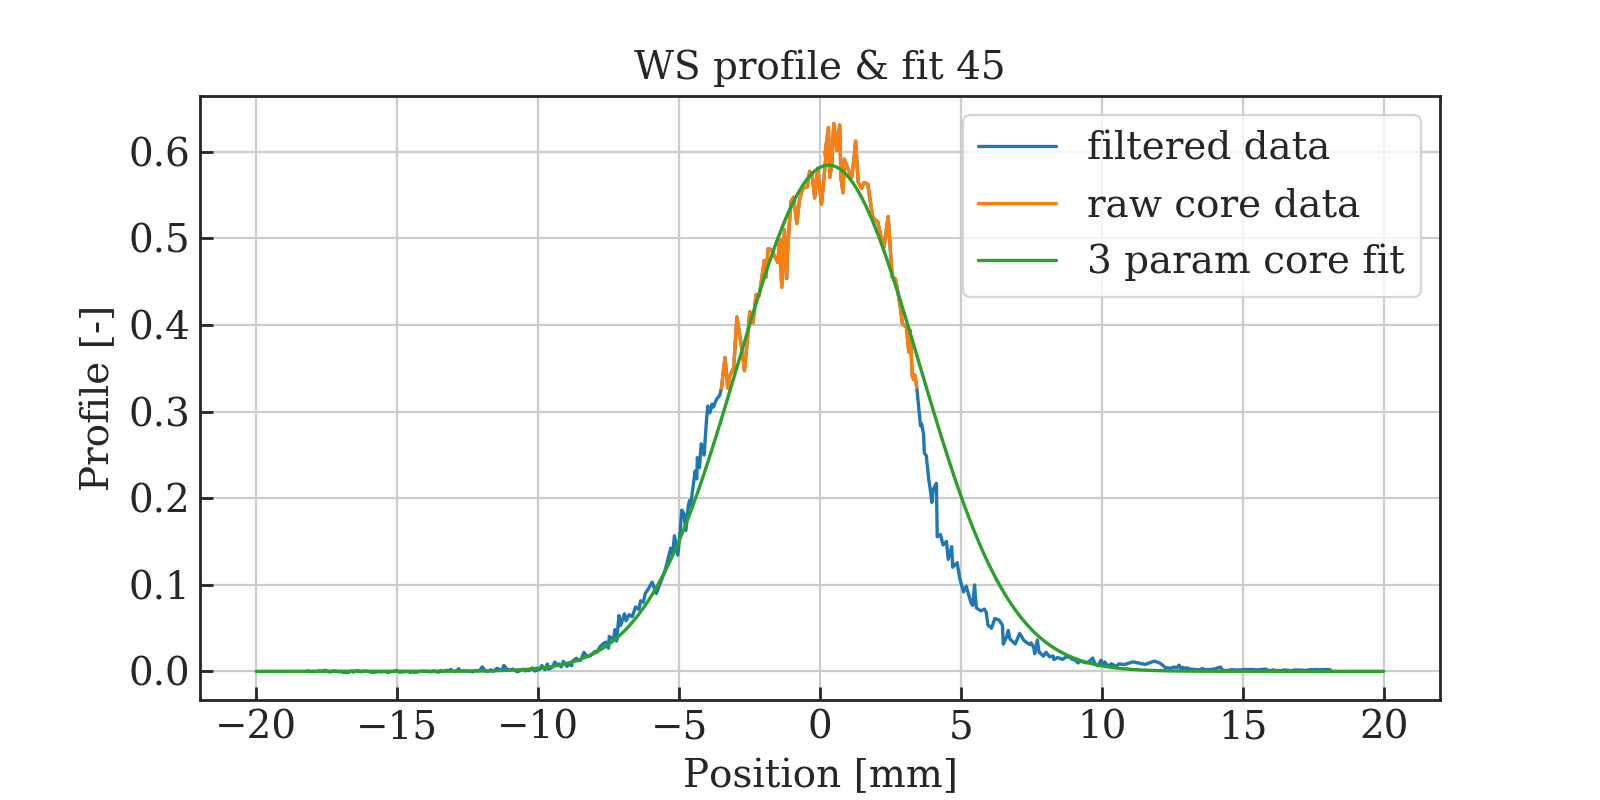 WS profile & fit 45
filtered data
raw core data
3 param core fit
Profile [-]
0.6
0.5
0.4
0.3
0.2
0.1
0.0
−20 −15 −10 −5 0 5 10 15 20
Position [mm]